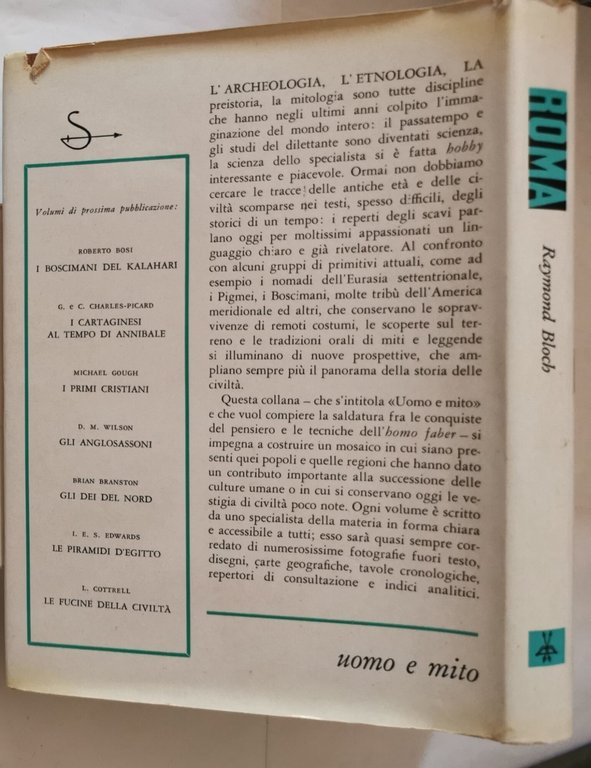 Volumi di prossima pubblicazione:
ROBERTO BOSI
I BOSCIMANI DEL KALAHARI
G. e C. CHARLES-PICARD
I CARTAGINESI
AL TEMPO DI ANNIBALE
MICHAEL GOUGH
I PRIMI CRISTIANI
D. M. WILSON
GLI ANGLOSASSONI
BRIAN BRANSTON
GLI DEI DEL NORD
I. E. S. EDWARDS
LE PIRAMIDI D'EGITTO
L. COTTRELL
LE FUCINE DELLA CIVILTÀ
L'ARCHEOLOGIA, L'ETNOLOGIA, LA
preistoria, la mitologia sono tutte discipline
che hanno negli ultimi anni colpito l'imma-
ginazione del mondo intero: il passatempo e
gli studi del dilettante sono diventati scienza,
la scienza dello specialista si è fatta hobby
interessante e piacevole. Ormai non dobbiamo
cercare le tracce delle antiche età e delle ci-
viltà scomparse nei testi, spesso difficili, degli
storici di un tempo: i reperti degli scavi par-
lano oggi per moltissimi appassionati un lin-
guaggio chiaro e già rivelatore. Al confronto
con alcuni gruppi di primitivi attuali, come ad
esempio i nomadi dell'Eurasia settentrionale,
i Pigmei, i Boscimani, molte tribù dell'America
meridionale ed altri, che conservano le soprav-
vivenze di remoti costumi, le scoperte sul ter-
reno e le tradizioni orali di miti e leggende
si illuminano di nuove prospettive, che am-
pliano sempre più il panorama della storia delle
civiltà.
Questa collana – che s'intitola «Uomo e mito»
e che vuol compiere la saldatura fra le conquiste
del pensiero e le tecniche dell'homo faber – si
impegna a costruire un mosaico in cui siano pre-
senti quei popoli e quelle regioni che hanno dato
un contributo importante alla successione delle
culture umane o in cui si conservano oggi le ve-
stigia di civiltà poco note. Ogni volume è scritto
da uno specialista della materia in forma chiara
e accessibile a tutti; esso sarà quasi sempre cor-
redato di numerosissime fotografie fuori testo,
disegni, carte geografiche, tavole cronologiche,
repertori di consultazione e indici analitici.
uomo e mito
ROMA
Raymond Bloch